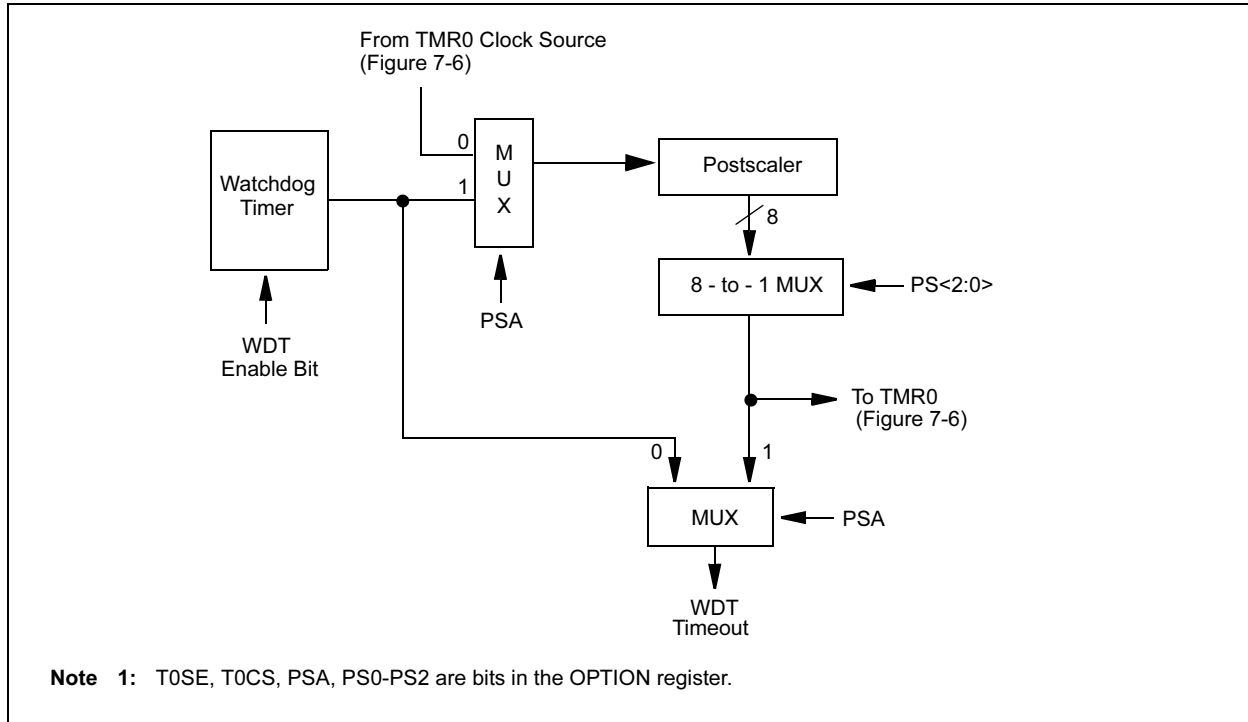 From TMR0 Clock Source
(Figure 7-6)
0
M
U
X
1
Watchdog
Timer
Postscaler
8
8 - to - 1 MUX
PS<2:0>
PSA
WDT
Enable Bit
To TMR0
(Figure 7-6)
0
1
MUX
PSA
WDT
Timeout
Note 1: T0SE, T0CS, PSA, PS0-PS2 are bits in the OPTION register.